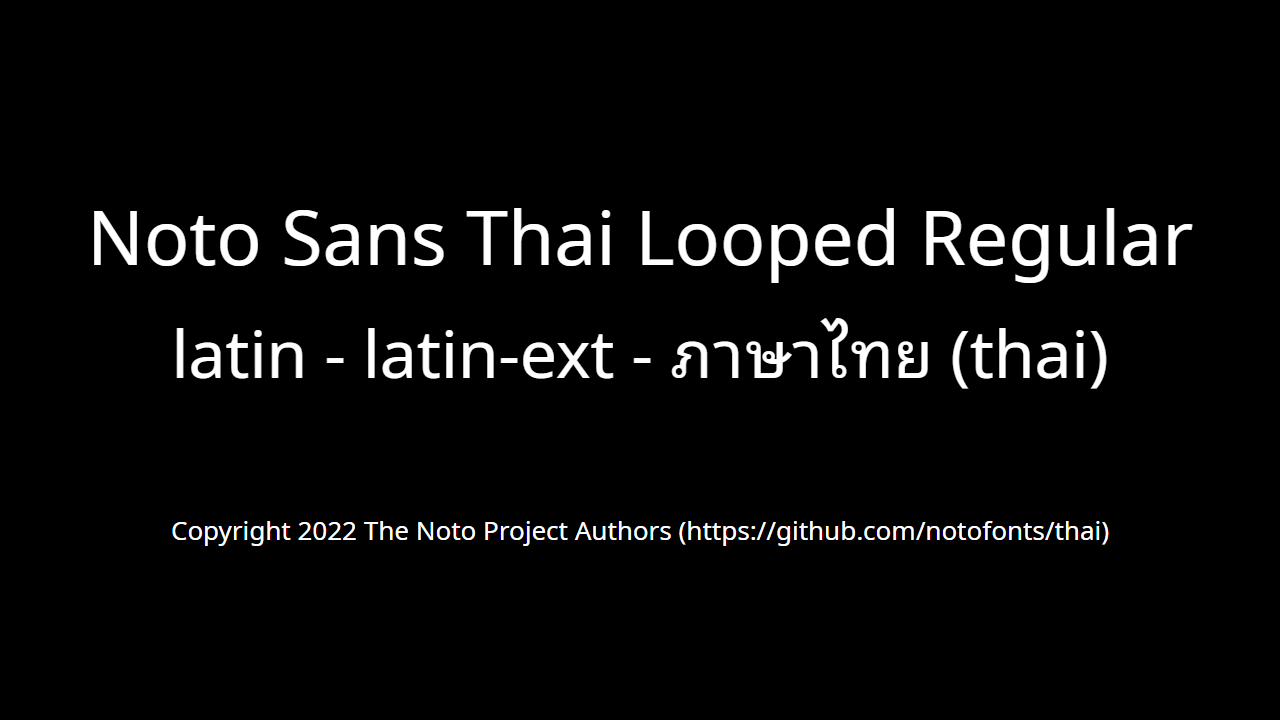 Noto Sans Thai Looped Regular
latin - latin-ext - ภาษาไทย (thai)
Copyright 2022 The Noto Project Authors (https://github.com/notofonts/thai)